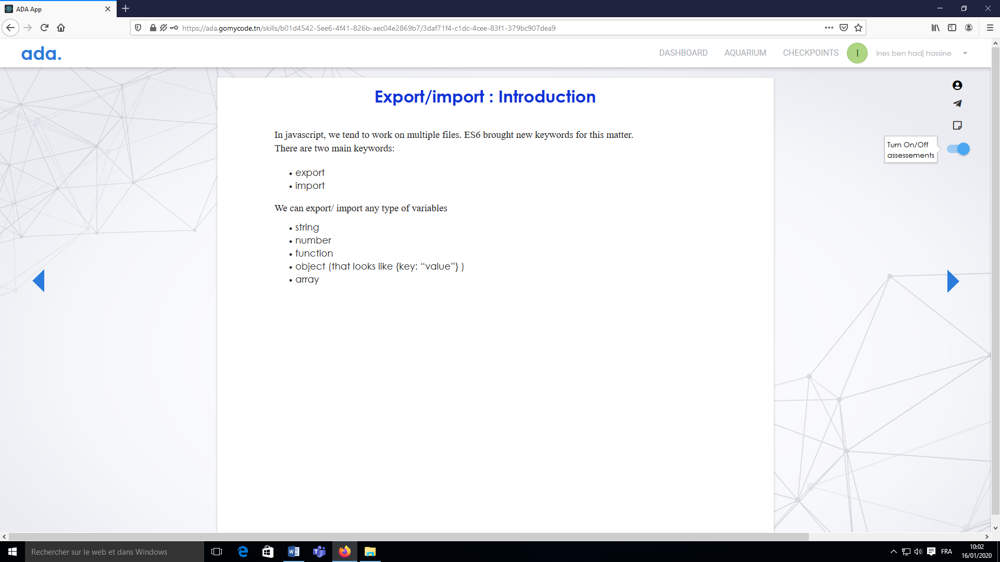 ADA App
https://ada.gomycode.tn/skills/b01d4542-5ee6-4f41-826b-aec04e2869b7/3daf71f4-c1dc-4cee-83f1-379bc907dea9
ada.
DASHBOARD AQUARIUM CHECKPOINTS I ines ben hadj hassine
Export/import : Introduction
In javascript, we tend to work on multiple files. ES6 brought new keywords for this matter.
There are two main keywords:
Turn On/Off
assessements
• export
• import
We can export/ import any type of variables
• string
• number
• function
• object (that looks like {key: “value”} )
• array
Rechercher sur le web et dans Windows
FRA
10:02
16/01/2020